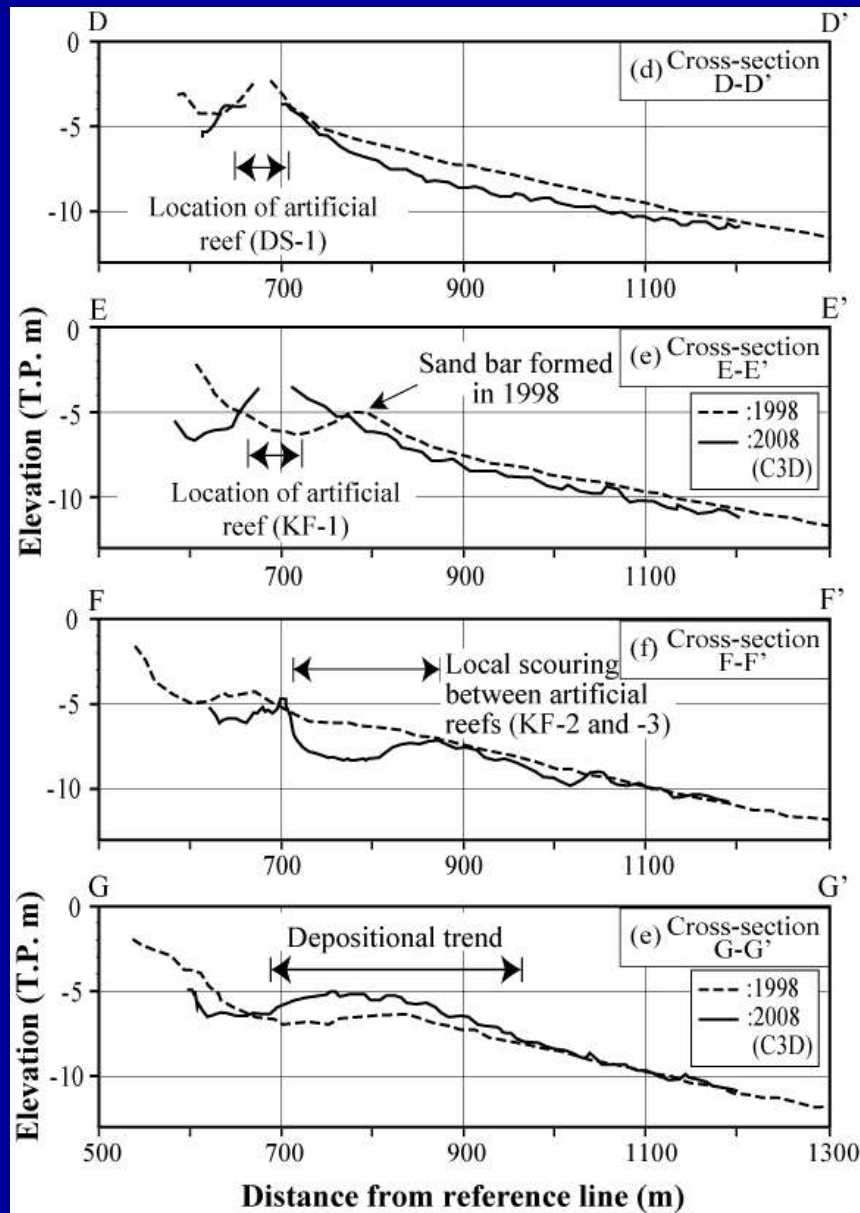 D
D'
0
(d) Cross-section
D-D'
-5
Location of artificial
reef (DS-1)
-10
700
900
1100
E
E'
0
(e) Cross-section
E-E'
Sand bar formed
in 1998
:1998
:2008
(C3D)
-5
Location of artificial
reef (KF-1)
-10
700
900
1100
F
F'
0
(f) Cross-section
F-F'
Local scouring
between artificial
reefs (KF-2 and -3)
-5
-10
700
900
1100
G
G'
0
(e) Cross-section
G-G'
Depositional trend
:1998
:2008
(C3D)
-5
-10
500
700
900
1100
1300
Elevation (T.P. m)
Elevation (T.P. m)
Distance from reference line (m)